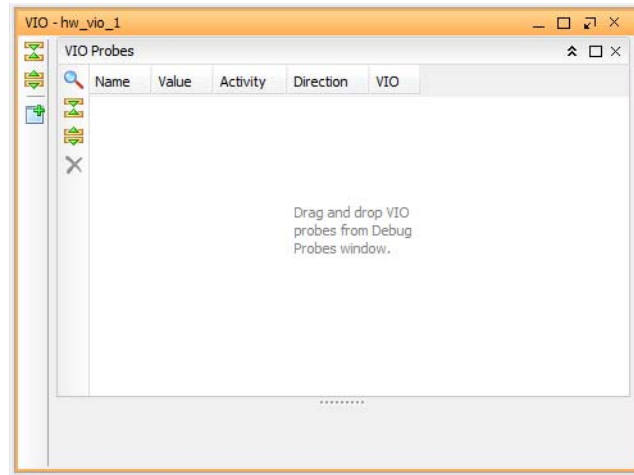 VIO - hw_vio_1
VIO Probes
Name Value Activity Direction VIO
Drag and drop VIO
probes from Debug
Probes window.